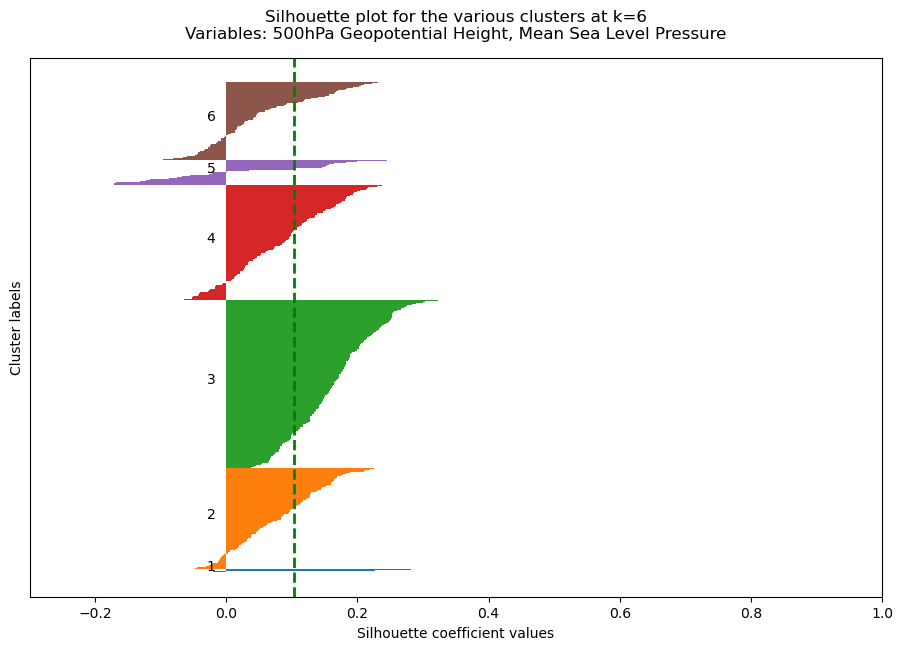 Silhouette plot for the various clusters at k=6
Variables: 500hPa Geopotential Height, Mean Sea Level Pressure
6
5
4
3
2
1
Cluster labels
−0.2 0.0 0.2 0.4 0.6 0.8 1.0
Silhouette coefficient values